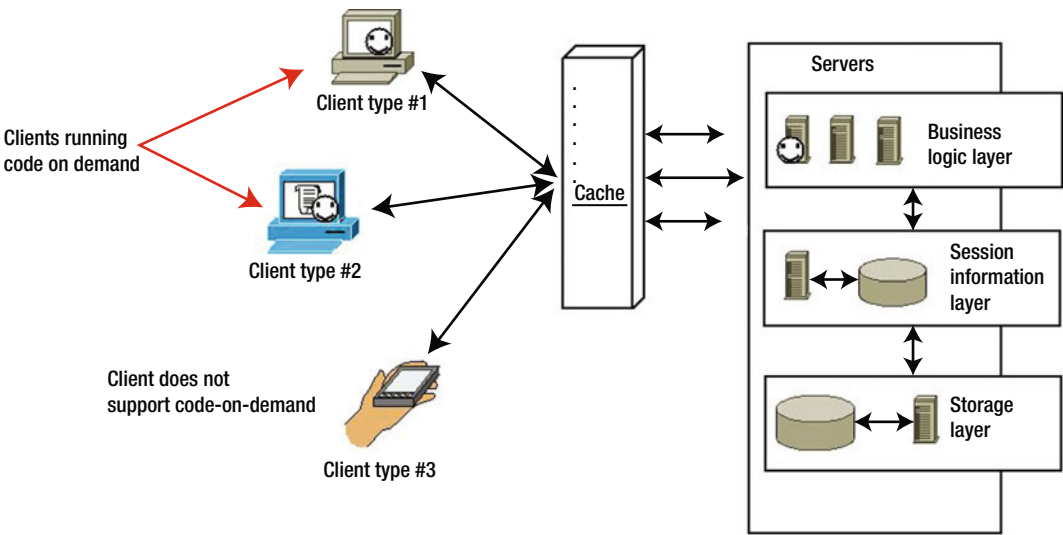 Client type #1
Clients running
code on demand
Client type #2
Client does not
support code-on-demand
Client type #3
Cache
Servers
Business
logic layer
Session
information
layer
Storage
layer